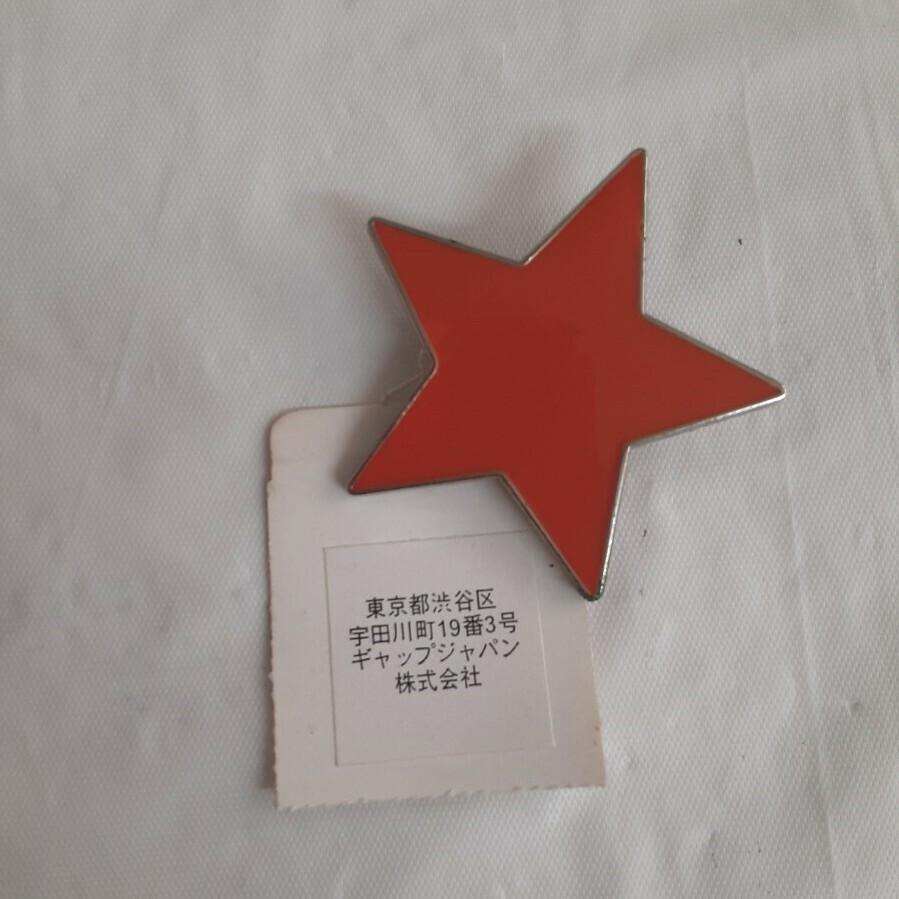 東京都渋谷区
宇田川町19番3号
ギャップジャパン
株式会社